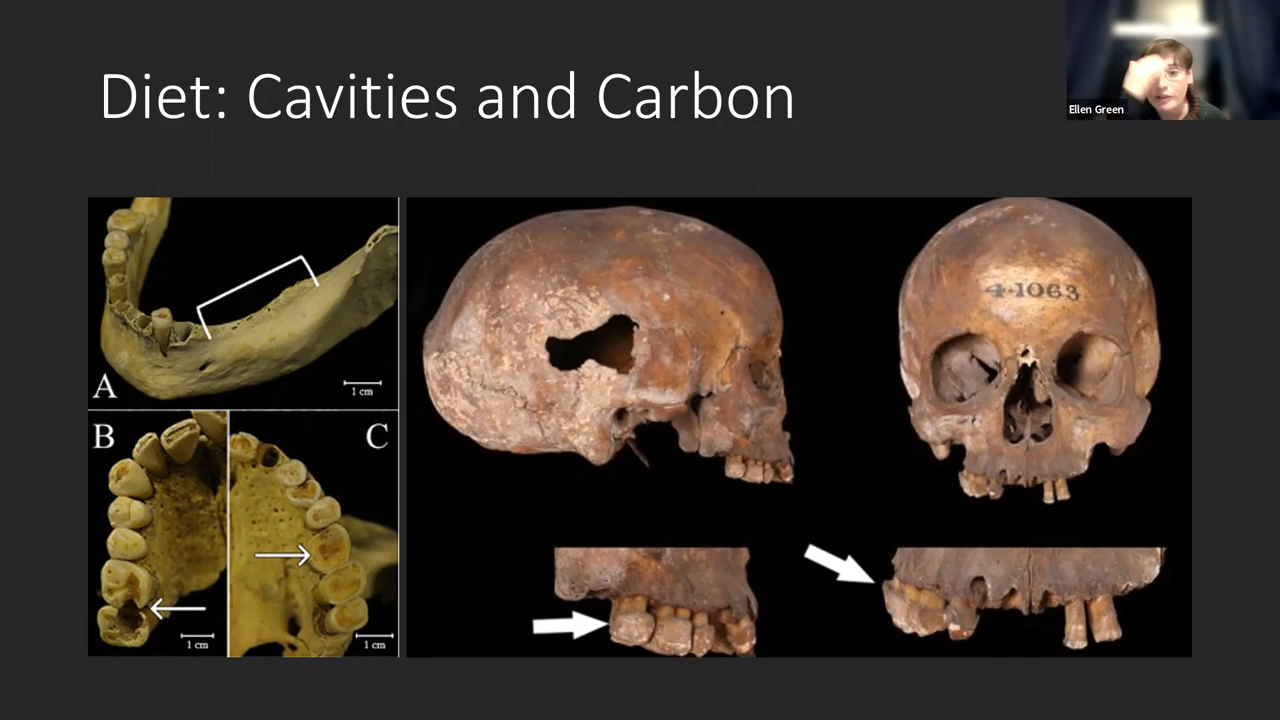 Diet: Cavities and Carbon
Ellen Green
A
1 cm
B
C
1 cm
1 cm
4-1063